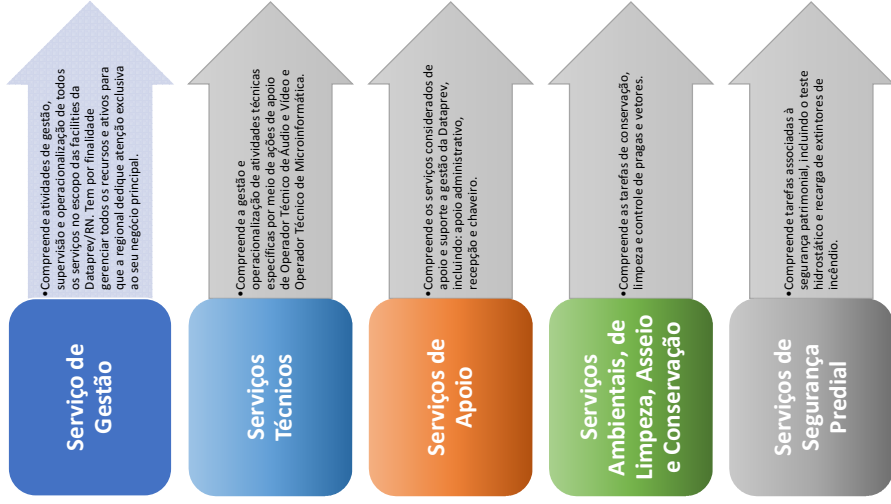 Serviço de
Gestão
•Compreende atividades de gestão,
supervisão e operacionalização de todos
os serviços no escopo das facilities da
Dataprev/RN. Tem por finalidade
gerenciar todos os recursos e ativos para
que a regional dedique atenção exclusiva
ao seu negócio principal.
Serviços
Técnicos
•Compreende a gestão e
operacionalização de atividades técnicas
específicas por meio de ações de apoio
de Operador Técnico de Áudio e Vídeo e
Operador Técnico de Microinformática.
Serviços de
Apoio
•Compreende os serviços considerados de
apoio e suporte a gestão da Dataprev,
incluindo: apoio administrativo,
recepção e chaveiro.
Serviços
Ambientais, de
Limpeza, Asseio
e Conservação
•Compreende as tarefas de conservação,
limpeza e controle de pragas e vetores.
Serviços de
Segurança
Predial
•Compreende tarefas associadas à
segurança patrimonial, incluindo o teste
hidrostático e recarga de extintores de
incêndio.